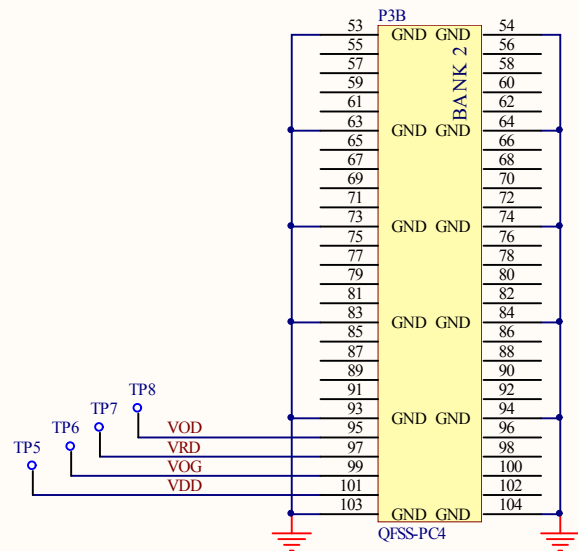 P3B
53 GND GND 54
55 56
57 58
59 60
61 62
BANK 2
63 GND GND 64
65 66
67 68
69 70
71 72
73 GND GND 74
75 76
77 78
79 80
81 82
83 GND GND 84
85 86
87 88
89 90
91 92
93 GND GND 94
TP8
VOD 95 96
TP7
VRD 97 98
TP6
VOG 99 100
TP5
VDD 101 102
103 GND GND 104
QFSS-PC4